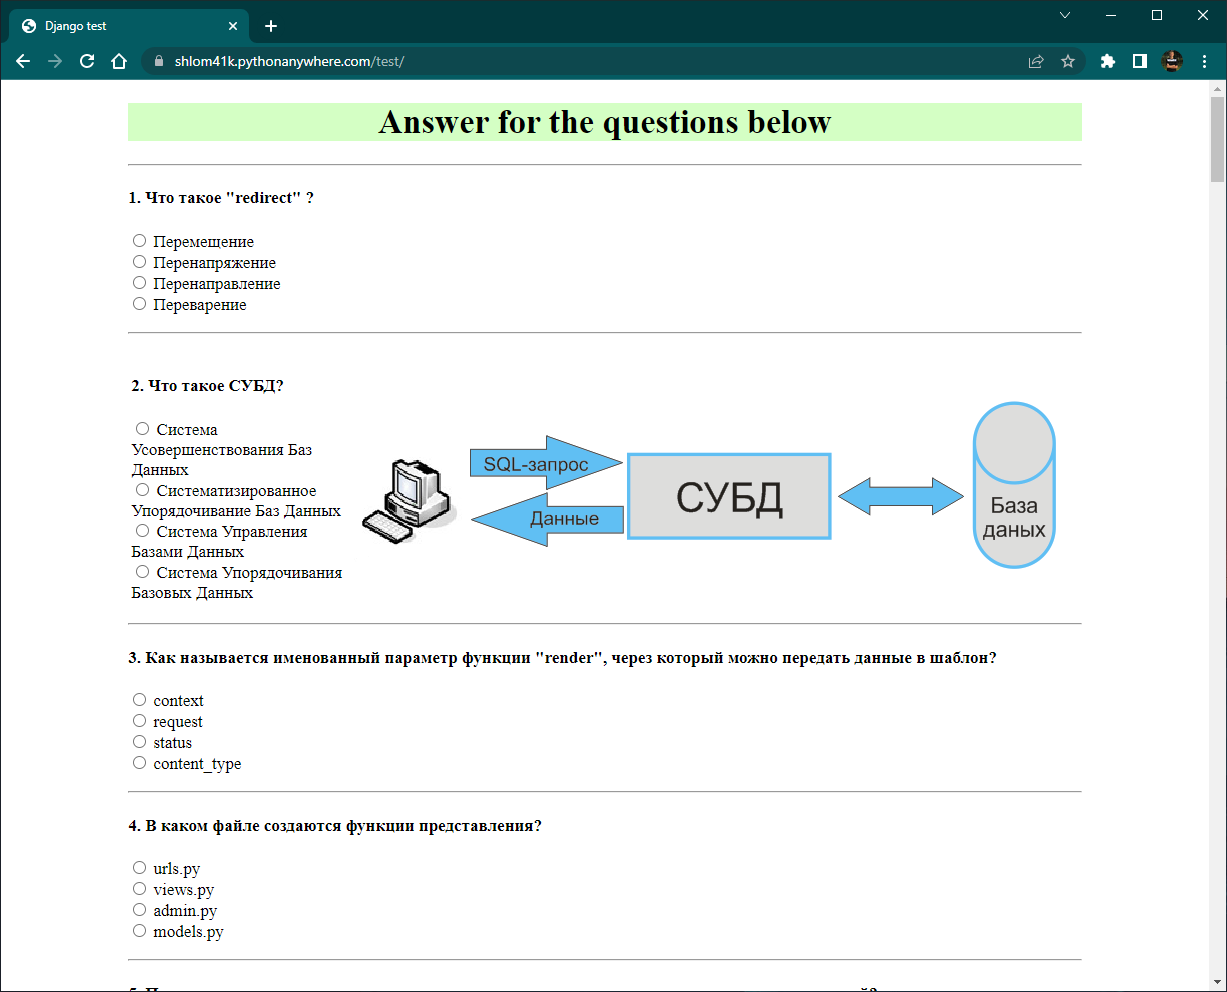 Django test
shlom41k.pythonanywhere.com/test/
Answer for the questions below
1. Что такое "redirect" ?
Перемещение
Перенапряжение
Перенаправление
Переварение
2. Что такое СУБД?
Система
Усовершенствования Баз
Данных
Систематизированное
Упорядочивание Баз Данных
Система Управления
Базами Данных
Система Упорядочивания
Базовых Данных
SQL-запрос
Данные
СУБД
База
даных
3. Как называется именованный параметр функции "render", через который можно передать данные в шаблон?
context
request
status
content_type
4. В каком файле создаются функции представления?
urls.py
views.py
admin.py
models.py